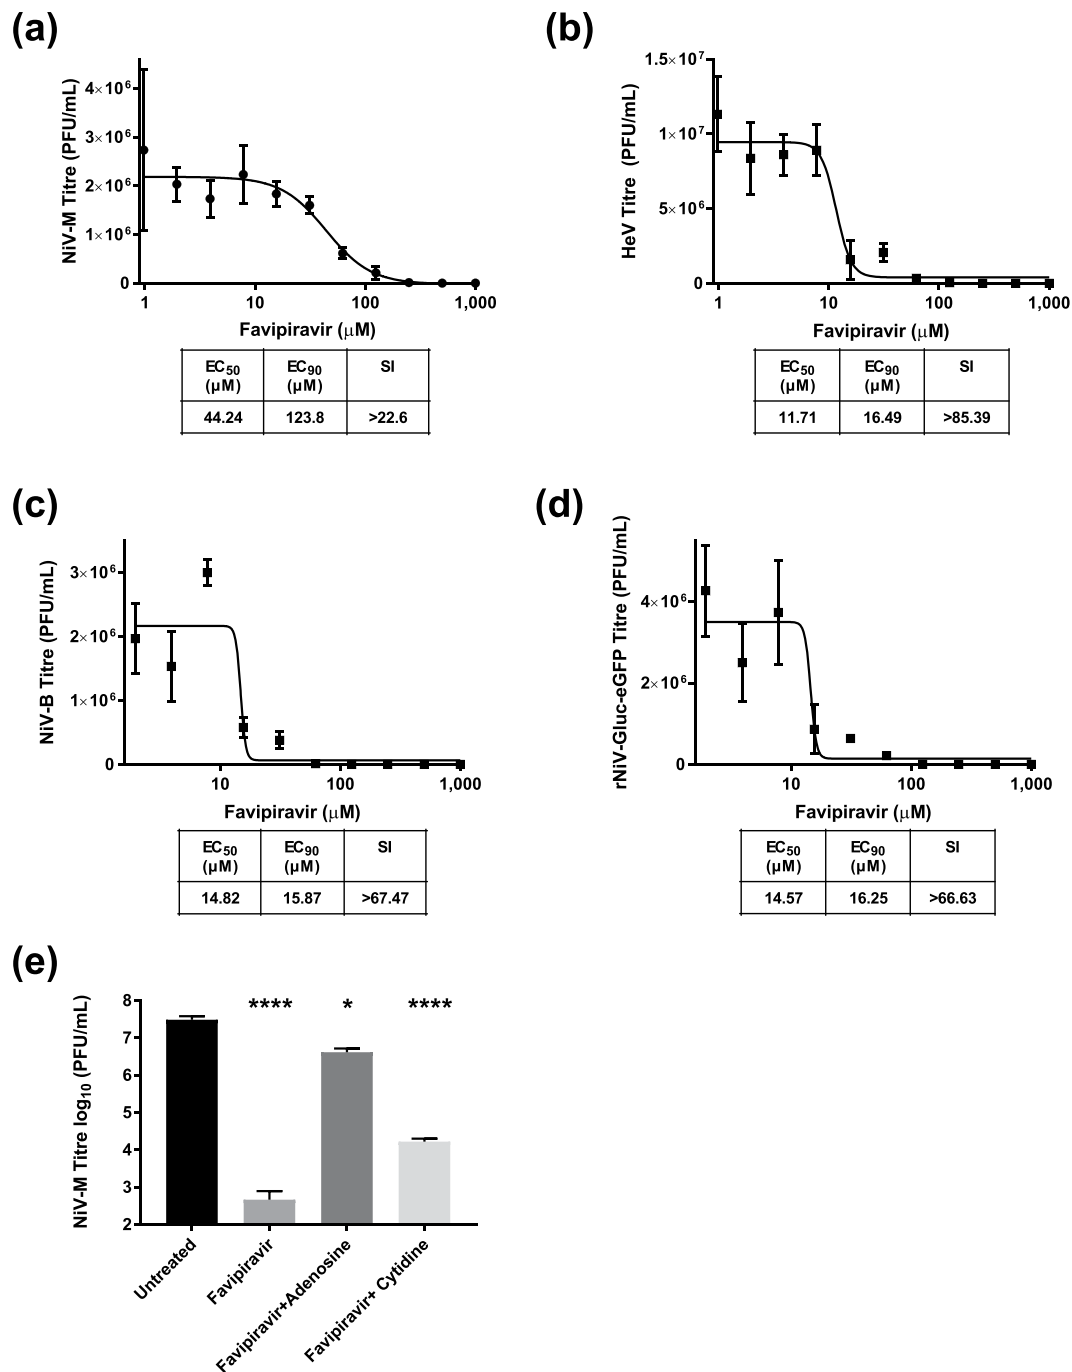 (a)
NiV-M Titre (PFU/mL)
4×10⁶
3×10⁶
2×10⁶
1×10⁶
0
1 10 100 1,000
Favipiravir (μM)
EC₅₀ (μM) EC₉₀ (μM) SI
44.24 123.8 >22.6
(b)
HeV Titre (PFU/mL)
1.5×10⁷
1×10⁷
5×10⁶
0
1 10 100 1,000
Favipiravir (μM)
EC₅₀ (μM) EC₉₀ (μM) SI
11.71 16.49 >85.39
(c)
NiV-B Titre (PFU/mL)
3×10⁶
2×10⁶
1×10⁶
0
10 100 1,000
Favipiravir (μM)
EC₅₀ (μM) EC₉₀ (μM) SI
14.82 15.87 >67.47
(d)
rNiV-Gluc-eGFP Titre (PFU/mL)
4×10⁶
2×10⁶
0
10 100 1,000
Favipiravir (μM)
EC₅₀ (μM) EC₉₀ (μM) SI
14.57 16.25 >66.63
(e)
NiV-M Titre log₁₀ (PFU/mL)
8
7
6
5
4
3
2
**** * ****
Untreated
Favipiravir
Favipiravir+Adenosine
Favipiravir+ Cytidine